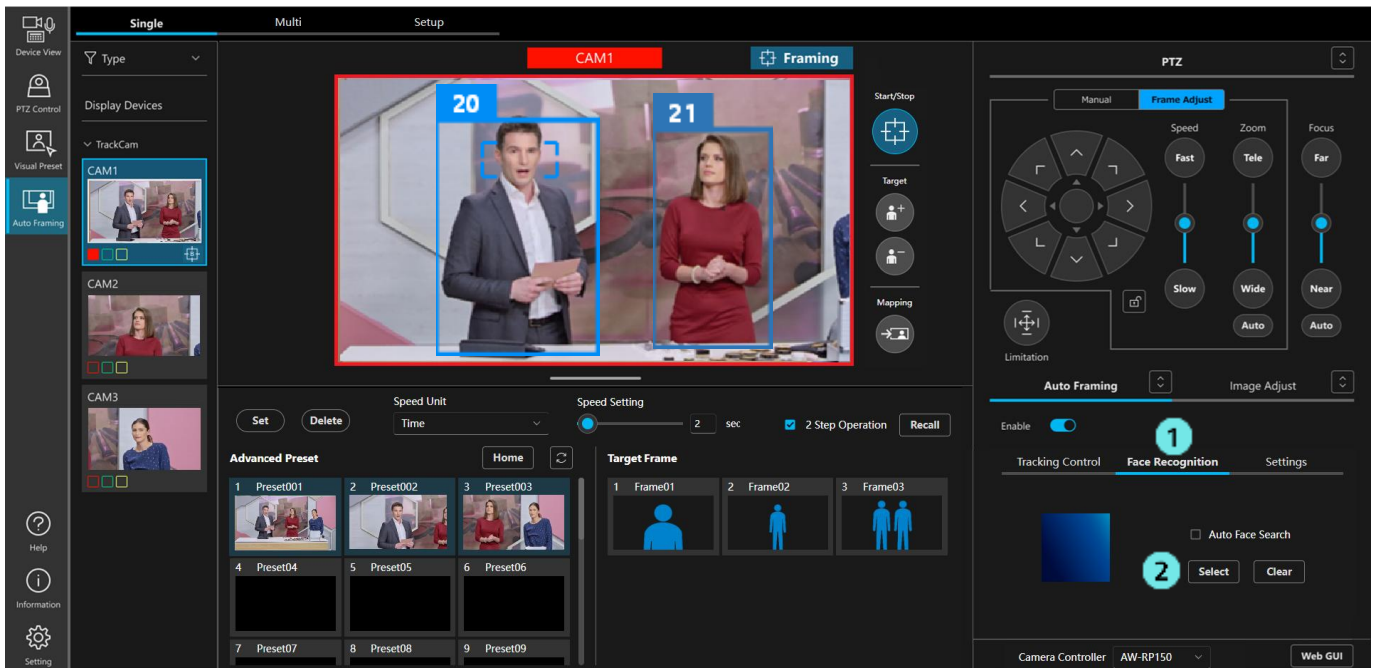 Single Multi Setup
Device View
PTZ Control
Visual Preset
Auto Framing
Help
Information
Setting
Type
Display Devices
TrackCam
CAM1
CAM2
CAM3
CAM1 Framing
20
21
Start/Stop
Target
Mapping
Set Delete
Speed Unit
Time
Speed Setting
2 sec
2 Step Operation Recall
Advanced Preset Home
1 Preset001 2 Preset002 3 Preset003
4 Preset04 5 Preset05 6 Preset06
7 Preset07 8 Preset08 9 Preset09
Target Frame
1 Frame01 2 Frame02 3 Frame03
PTZ
Manual Frame Adjust
Speed Zoom Focus
Fast Tele Far
Slow Wide Near
Auto Auto
Limitation
Auto Framing Image Adjust
Enable
1
Tracking Control Face Recognition Settings
Auto Face Search
2 Select Clear
Camera Controller AW-RP150 Web GUI